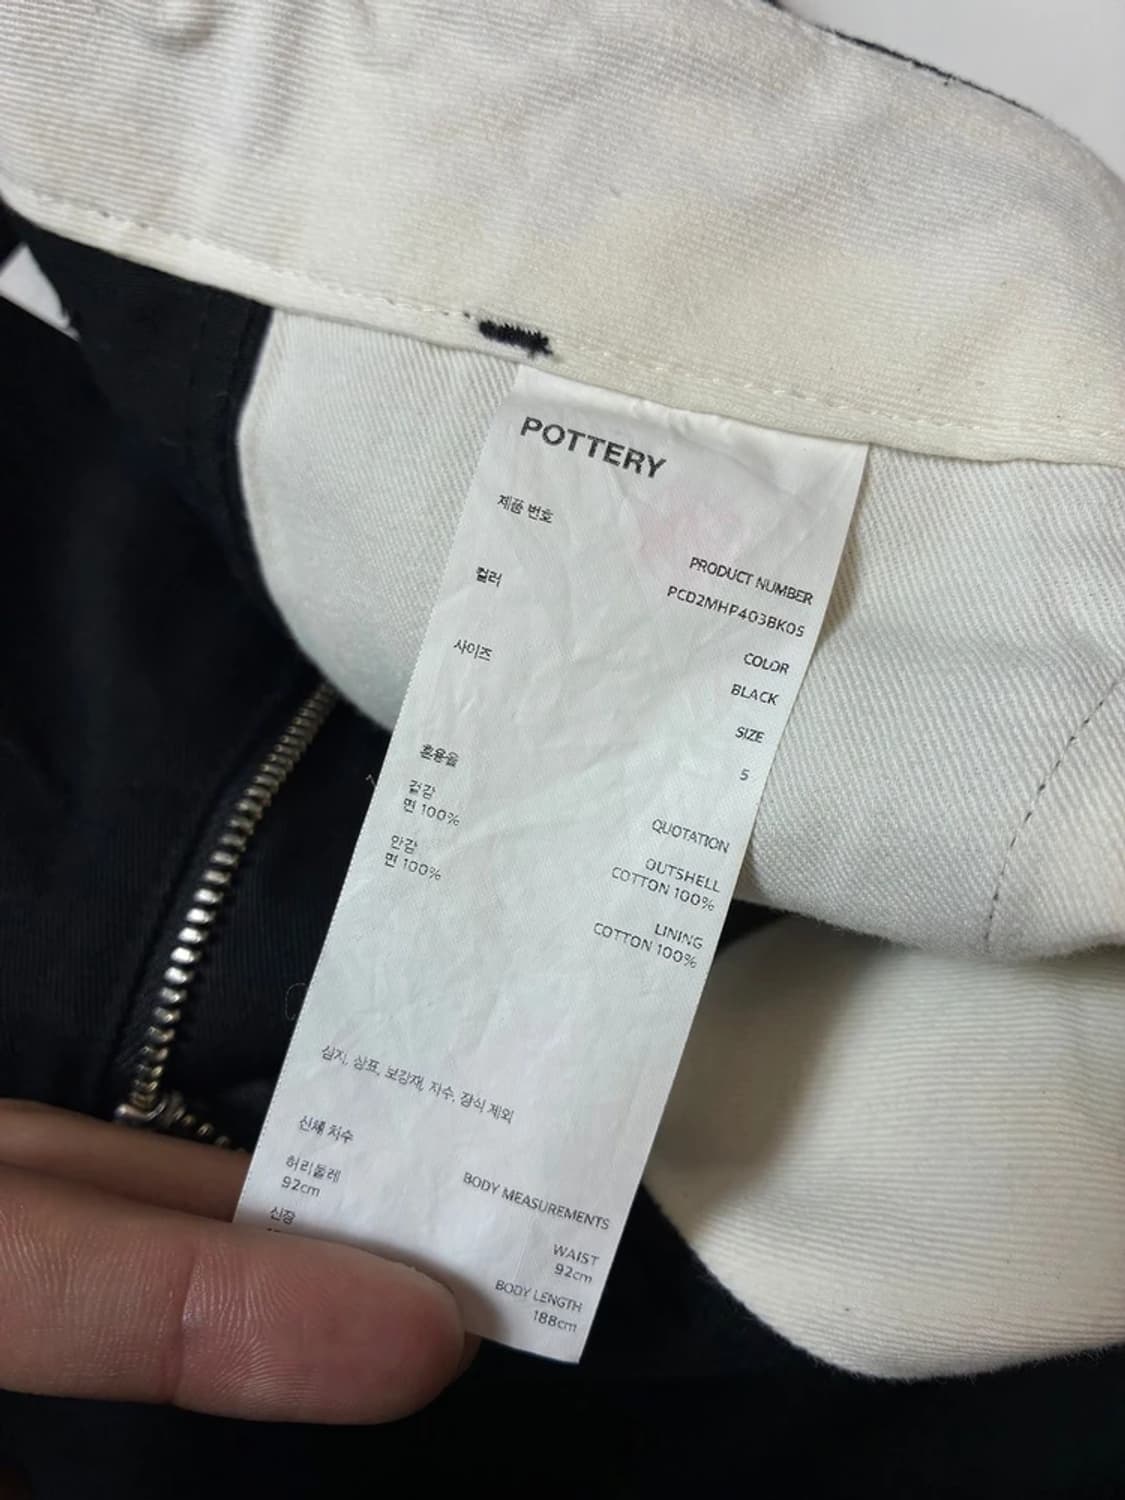 POTTERY
제품 번호
PRODUCT NUMBER
PCD2MHP403BK05
컬러
COLOR
BLACK
사이즈
SIZE
5
혼용율
QUOTATION
겉감
면 100%
OUTSHELL
COTTON 100%
안감
면 100%
LINING
COTTON 100%
심지, 상표, 보강재, 자수, 장식 제외
신체 치수
BODY MEASUREMENTS
허리둘레
92cm
WAIST
92cm
신장
BODY LENGTH
188cm